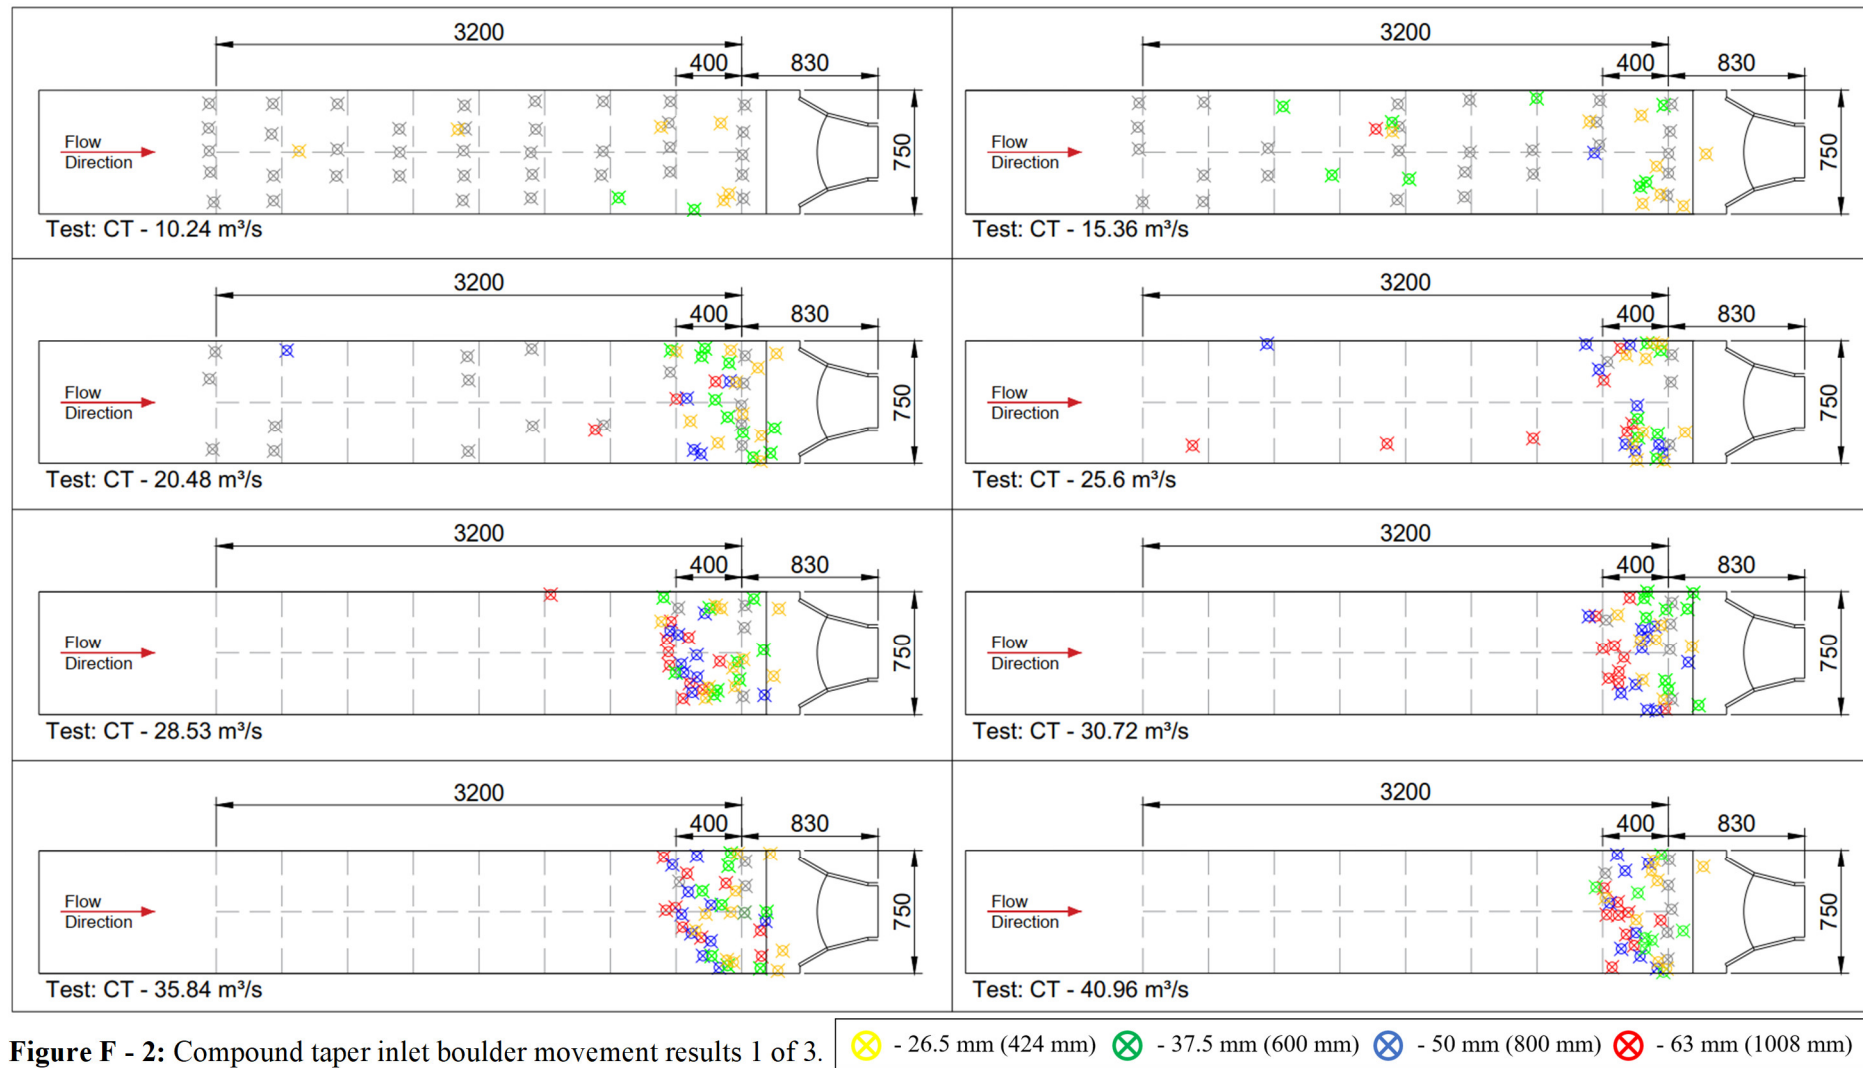 3200
400
830
Flow
Direction
750
Test: CT - 10.24 m³/s
3200
400
830
Flow
Direction
750
Test: CT - 15.36 m³/s
3200
400
830
Flow
Direction
750
Test: CT - 20.48 m³/s
3200
400
830
Flow
Direction
750
Test: CT - 25.6 m³/s
3200
400
830
Flow
Direction
750
Test: CT - 28.53 m³/s
3200
400
830
Flow
Direction
750
Test: CT - 30.72 m³/s
3200
400
830
Flow
Direction
750
Test: CT - 35.84 m³/s
3200
400
830
Flow
Direction
750
Test: CT - 40.96 m³/s
Figure F - 2: Compound taper inlet boulder movement results 1 of 3.
- 26.5 mm (424 mm) - 37.5 mm (600 mm) - 50 mm (800 mm) - 63 mm (1008 mm)